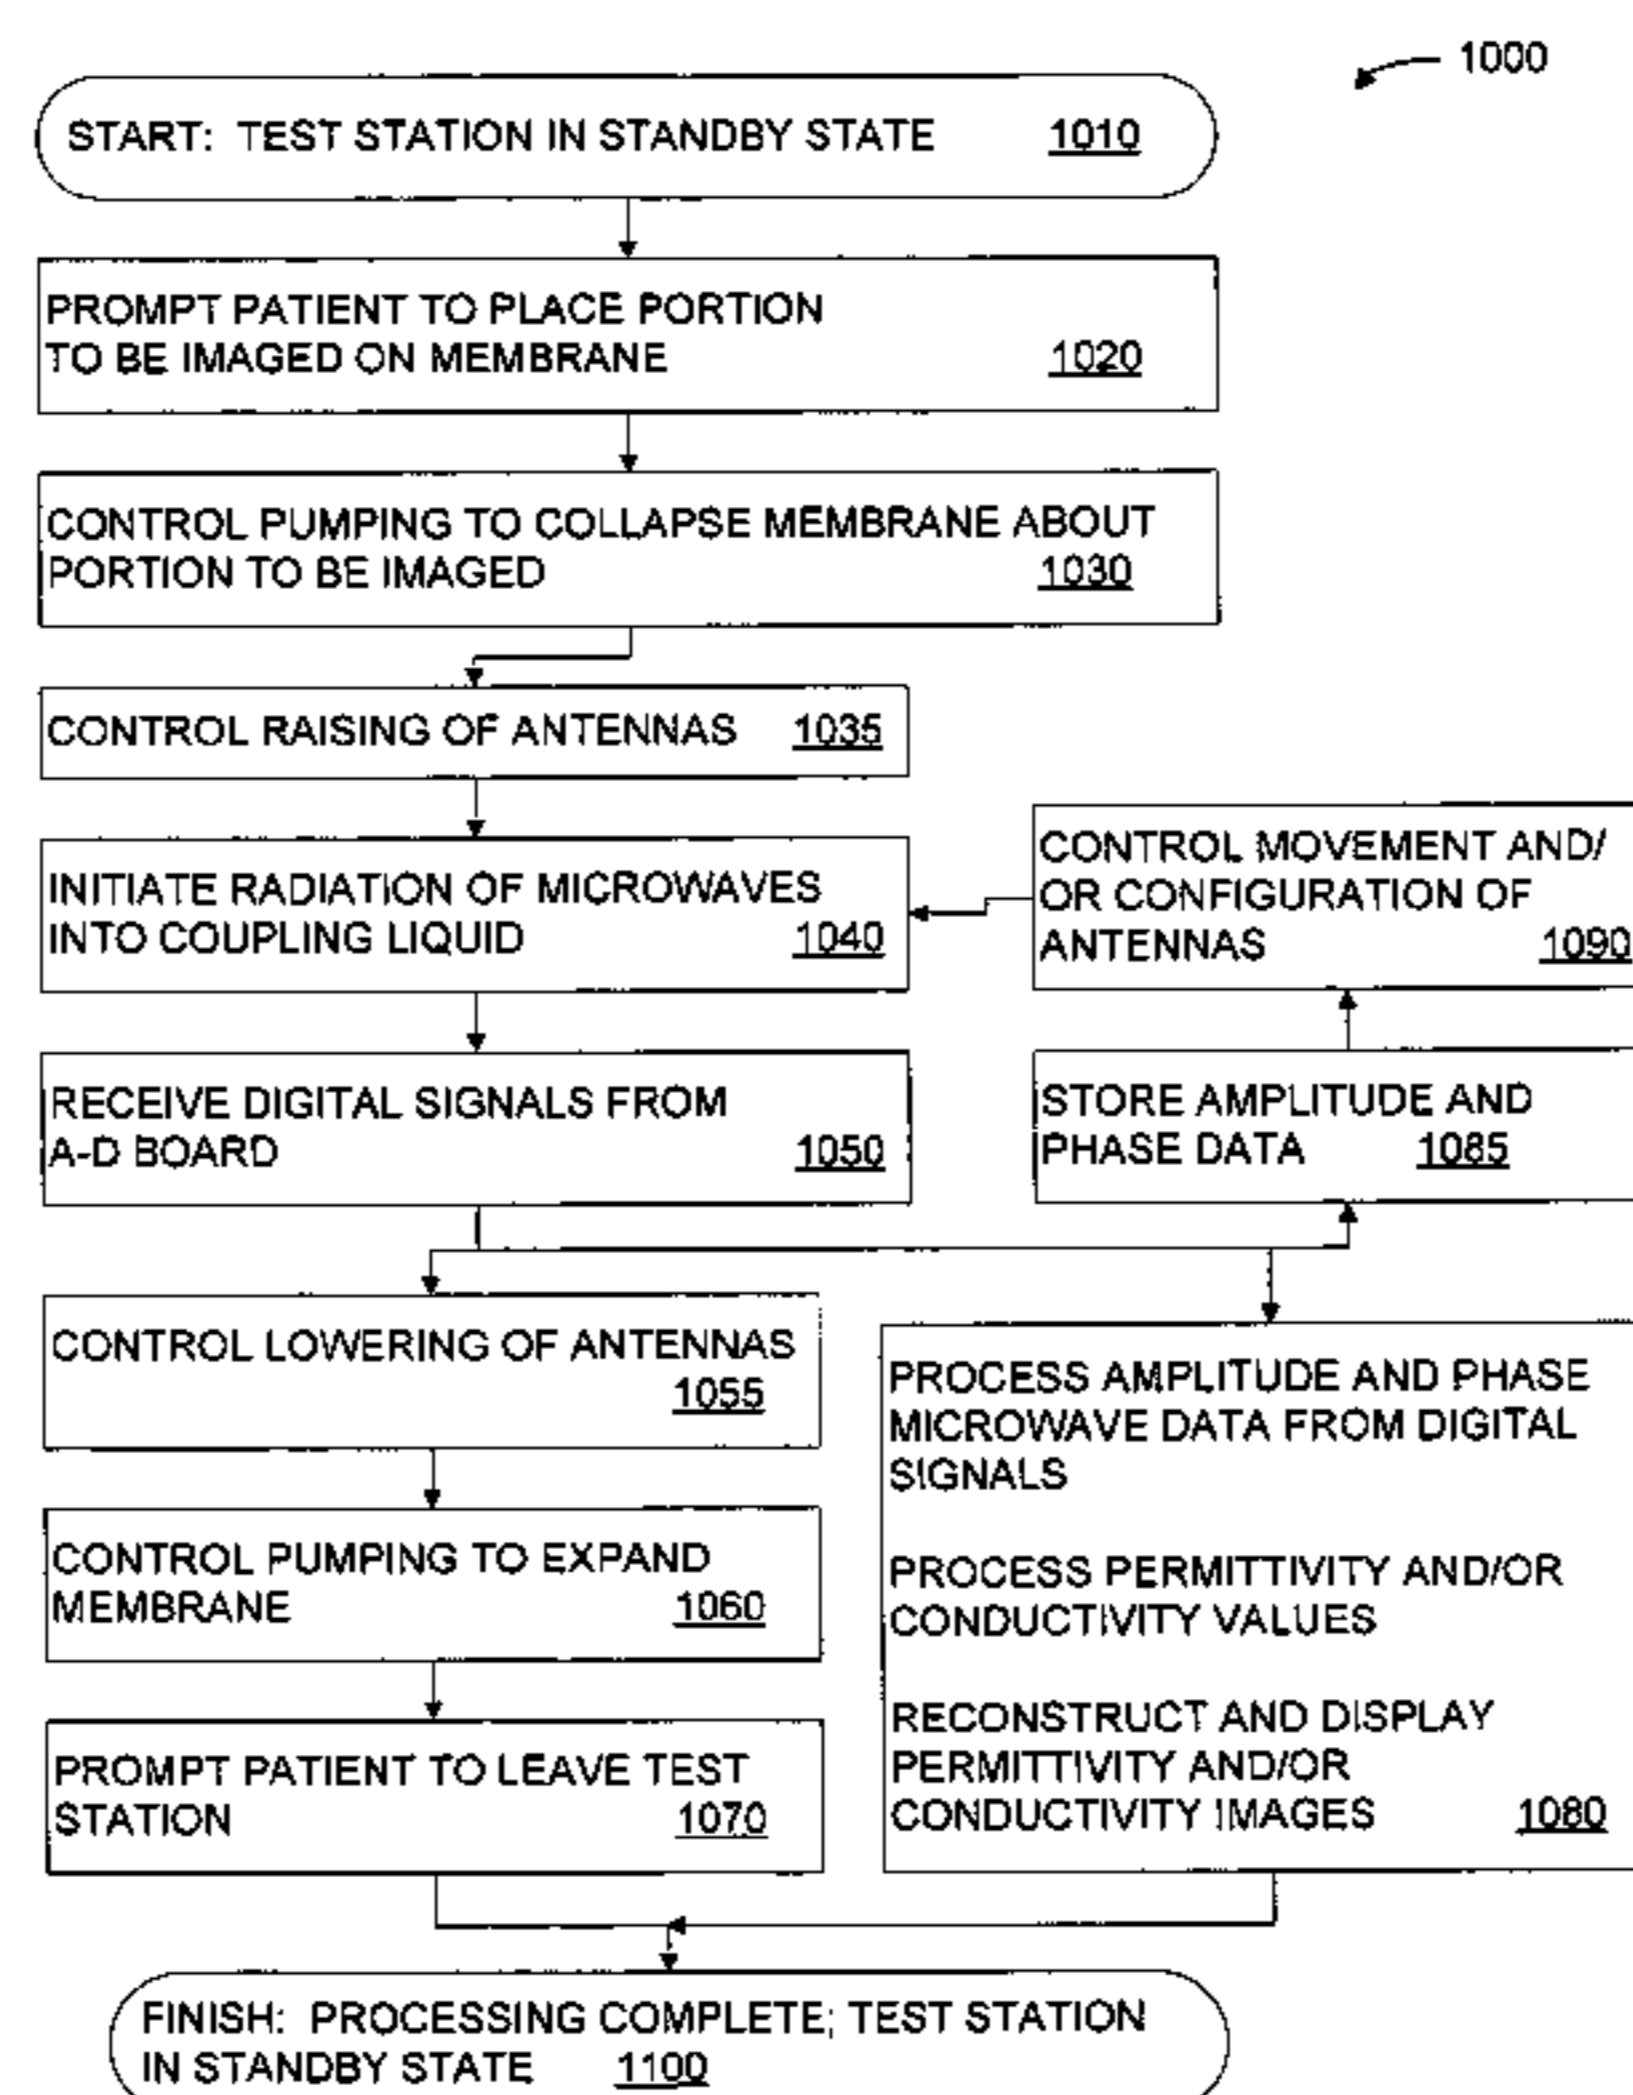 1000
START: TEST STATION IN STANDBY STATE 1010
PROMPT PATIENT TO PLACE PORTION
TO BE IMAGED ON MEMBRANE 1020
CONTROL PUMPING TO COLLAPSE MEMBRANE ABOUT
PORTION TO BE IMAGED 1030
CONTROL RAISING OF ANTENNAS 1035
INITIATE RADIATION OF MICROWAVES
INTO COUPLING LIQUID 1040
CONTROL MOVEMENT AND/
OR CONFIGURATION OF
ANTENNAS 1090
RECEIVE DIGITAL SIGNALS FROM
A-D BOARD 1050
STORE AMPLITUDE AND
PHASE DATA 1085
CONTROL LOWERING OF ANTENNAS
1055
CONTROL PUMPING TO EXPAND
MEMBRANE 1060
PROMPT PATIENT TO LEAVE TEST
STATION 1070
PROCESS AMPLITUDE AND PHASE
MICROWAVE DATA FROM DIGITAL
SIGNALS
PROCESS PERMITTIVITY AND/OR
CONDUCTIVITY VALUES
RECONSTRUCT AND DISPLAY
PERMITTIVITY AND/OR
CONDUCTIVITY IMAGES 1080
FINISH: PROCESSING COMPLETE; TEST STATION
IN STANDBY STATE 1100